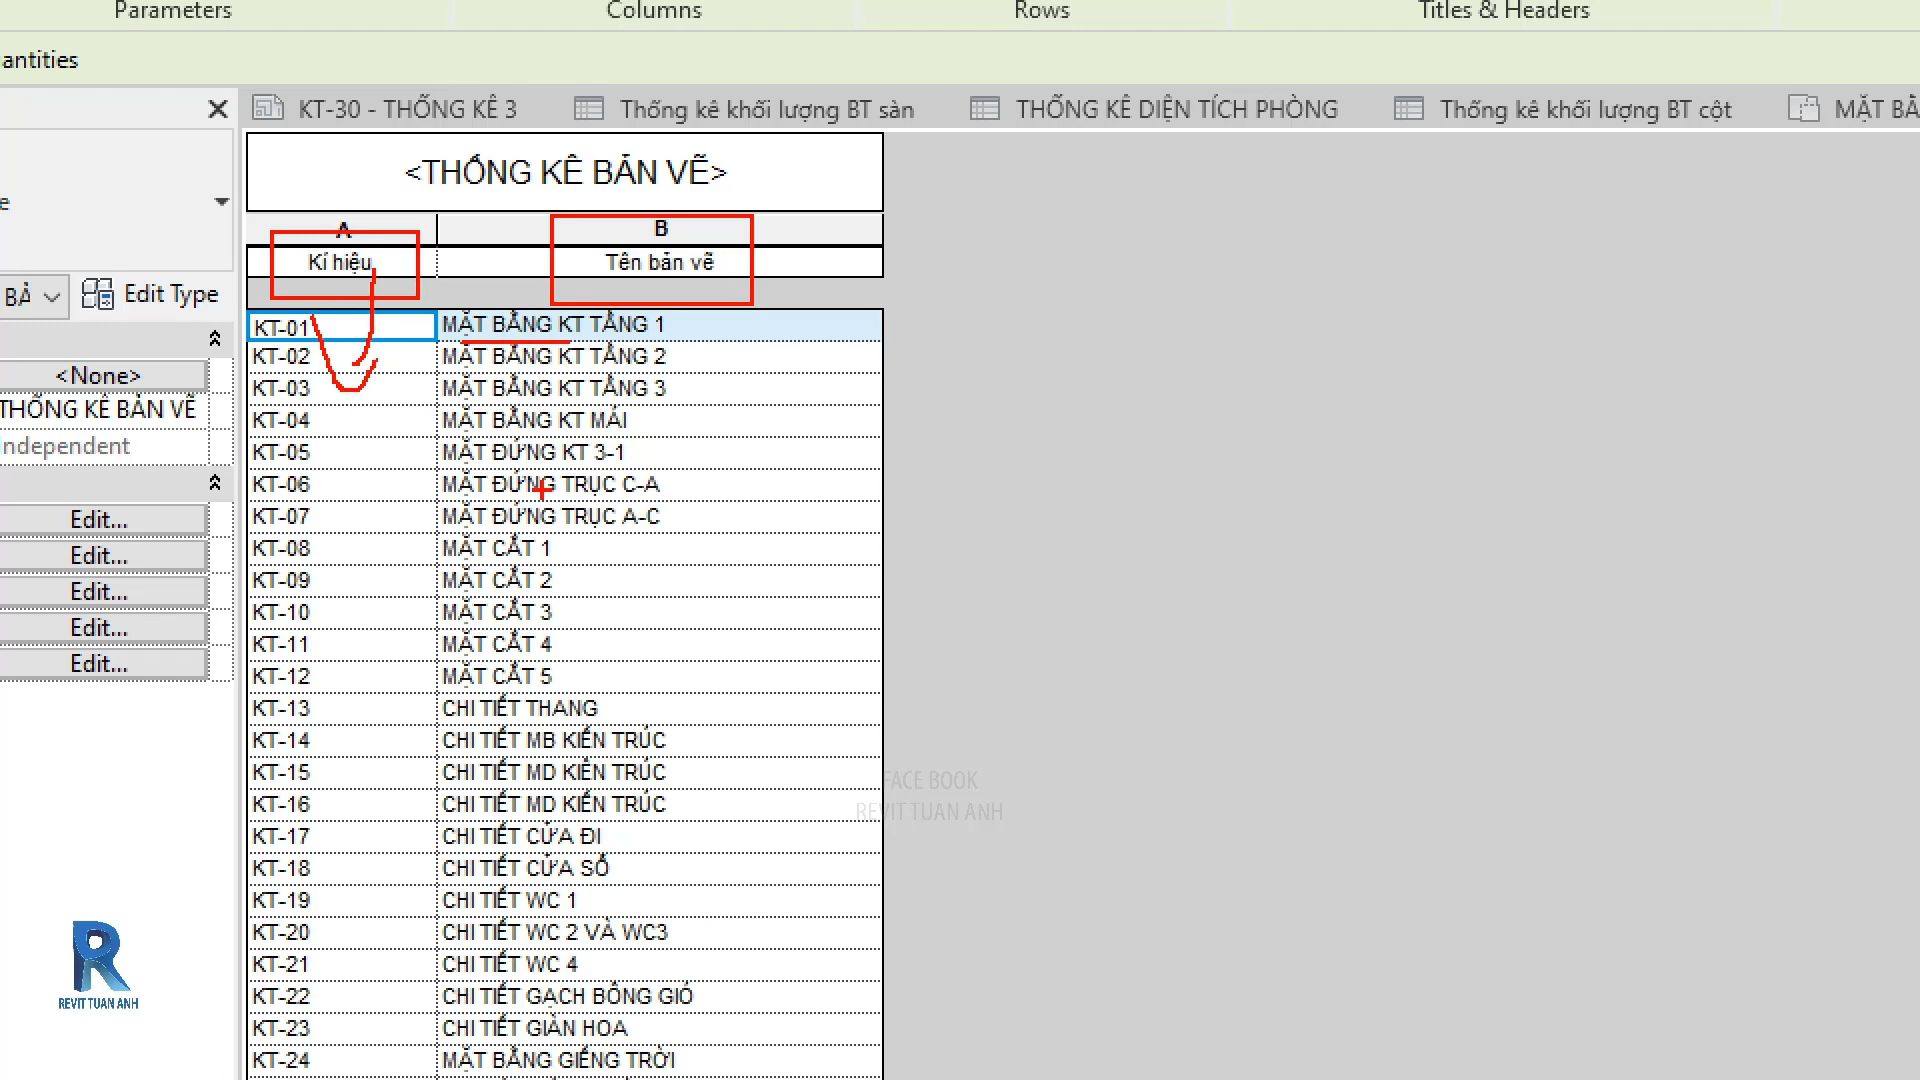 Parameters Columns Rows Titles & Headers
antities
KT-30 - THỐNG KÊ 3 Thống kê khối lượng BT sàn THỐNG KÊ DIỆN TÍCH PHÒNG Thống kê khối lượng BT cột MẶT BẰ
<THỐNG KÊ BẢN VẼ>
e
A B
Kí hiệu Tên bản vẽ
BẢ Edit Type
<None>
THỐNG KÊ BẢN VẼ
Independent
Edit...
Edit...
Edit...
Edit...
Edit...
KT-01 MẶT BẰNG KT TẦNG 1
KT-02 MẶT BẰNG KT TẦNG 2
KT-03 MẶT BẰNG KT TẦNG 3
KT-04 MẶT BẰNG KT MÁI
KT-05 MẶT ĐỨNG KT 3-1
KT-06 MẶT ĐỨNG TRỤC C-A
KT-07 MẶT ĐỨNG TRỤC A-C
KT-08 MẶT CẮT 1
KT-09 MẶT CẮT 2
KT-10 MẶT CẮT 3
KT-11 MẶT CẮT 4
KT-12 MẶT CẮT 5
KT-13 CHI TIẾT THANG
KT-14 CHI TIẾT MB KIẾN TRÚC
KT-15 CHI TIẾT MD KIẾN TRÚC
KT-16 CHI TIẾT MD KIẾN TRÚC
KT-17 CHI TIẾT CỬA ĐI
KT-18 CHI TIẾT CỬA SỔ
KT-19 CHI TIẾT WC 1
KT-20 CHI TIẾT WC 2 VÀ WC3
KT-21 CHI TIẾT WC 4
KT-22 CHI TIẾT GẠCH BÔNG GIÓ
KT-23 CHI TIẾT GIÀN HOA
KT-24 MẶT BẰNG GIẾNG TRỜI
FACE BOOK
REVIT TUAN ANH
REVIT TUAN ANH